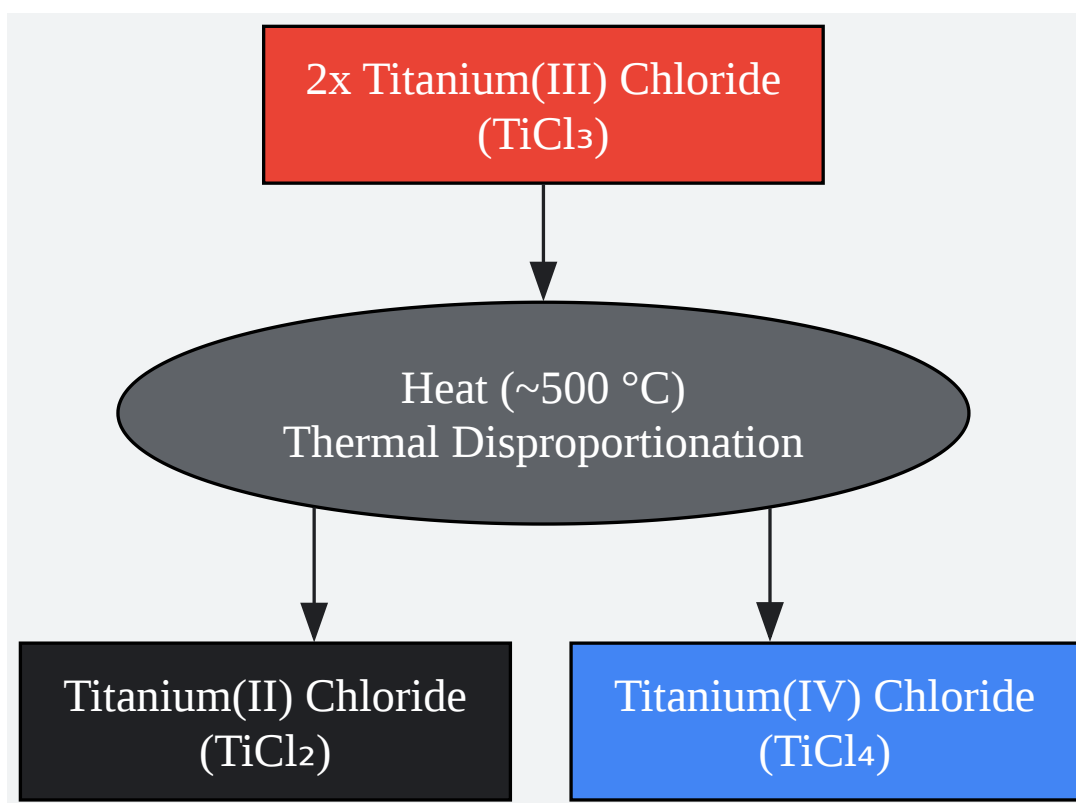 2x Titanium(III) Chloride
(TiCl₃)
Heat (~500 °C)
Thermal Disproportionation
Titanium(II) Chloride
(TiCl₂)
Titanium(IV) Chloride
(TiCl₄)